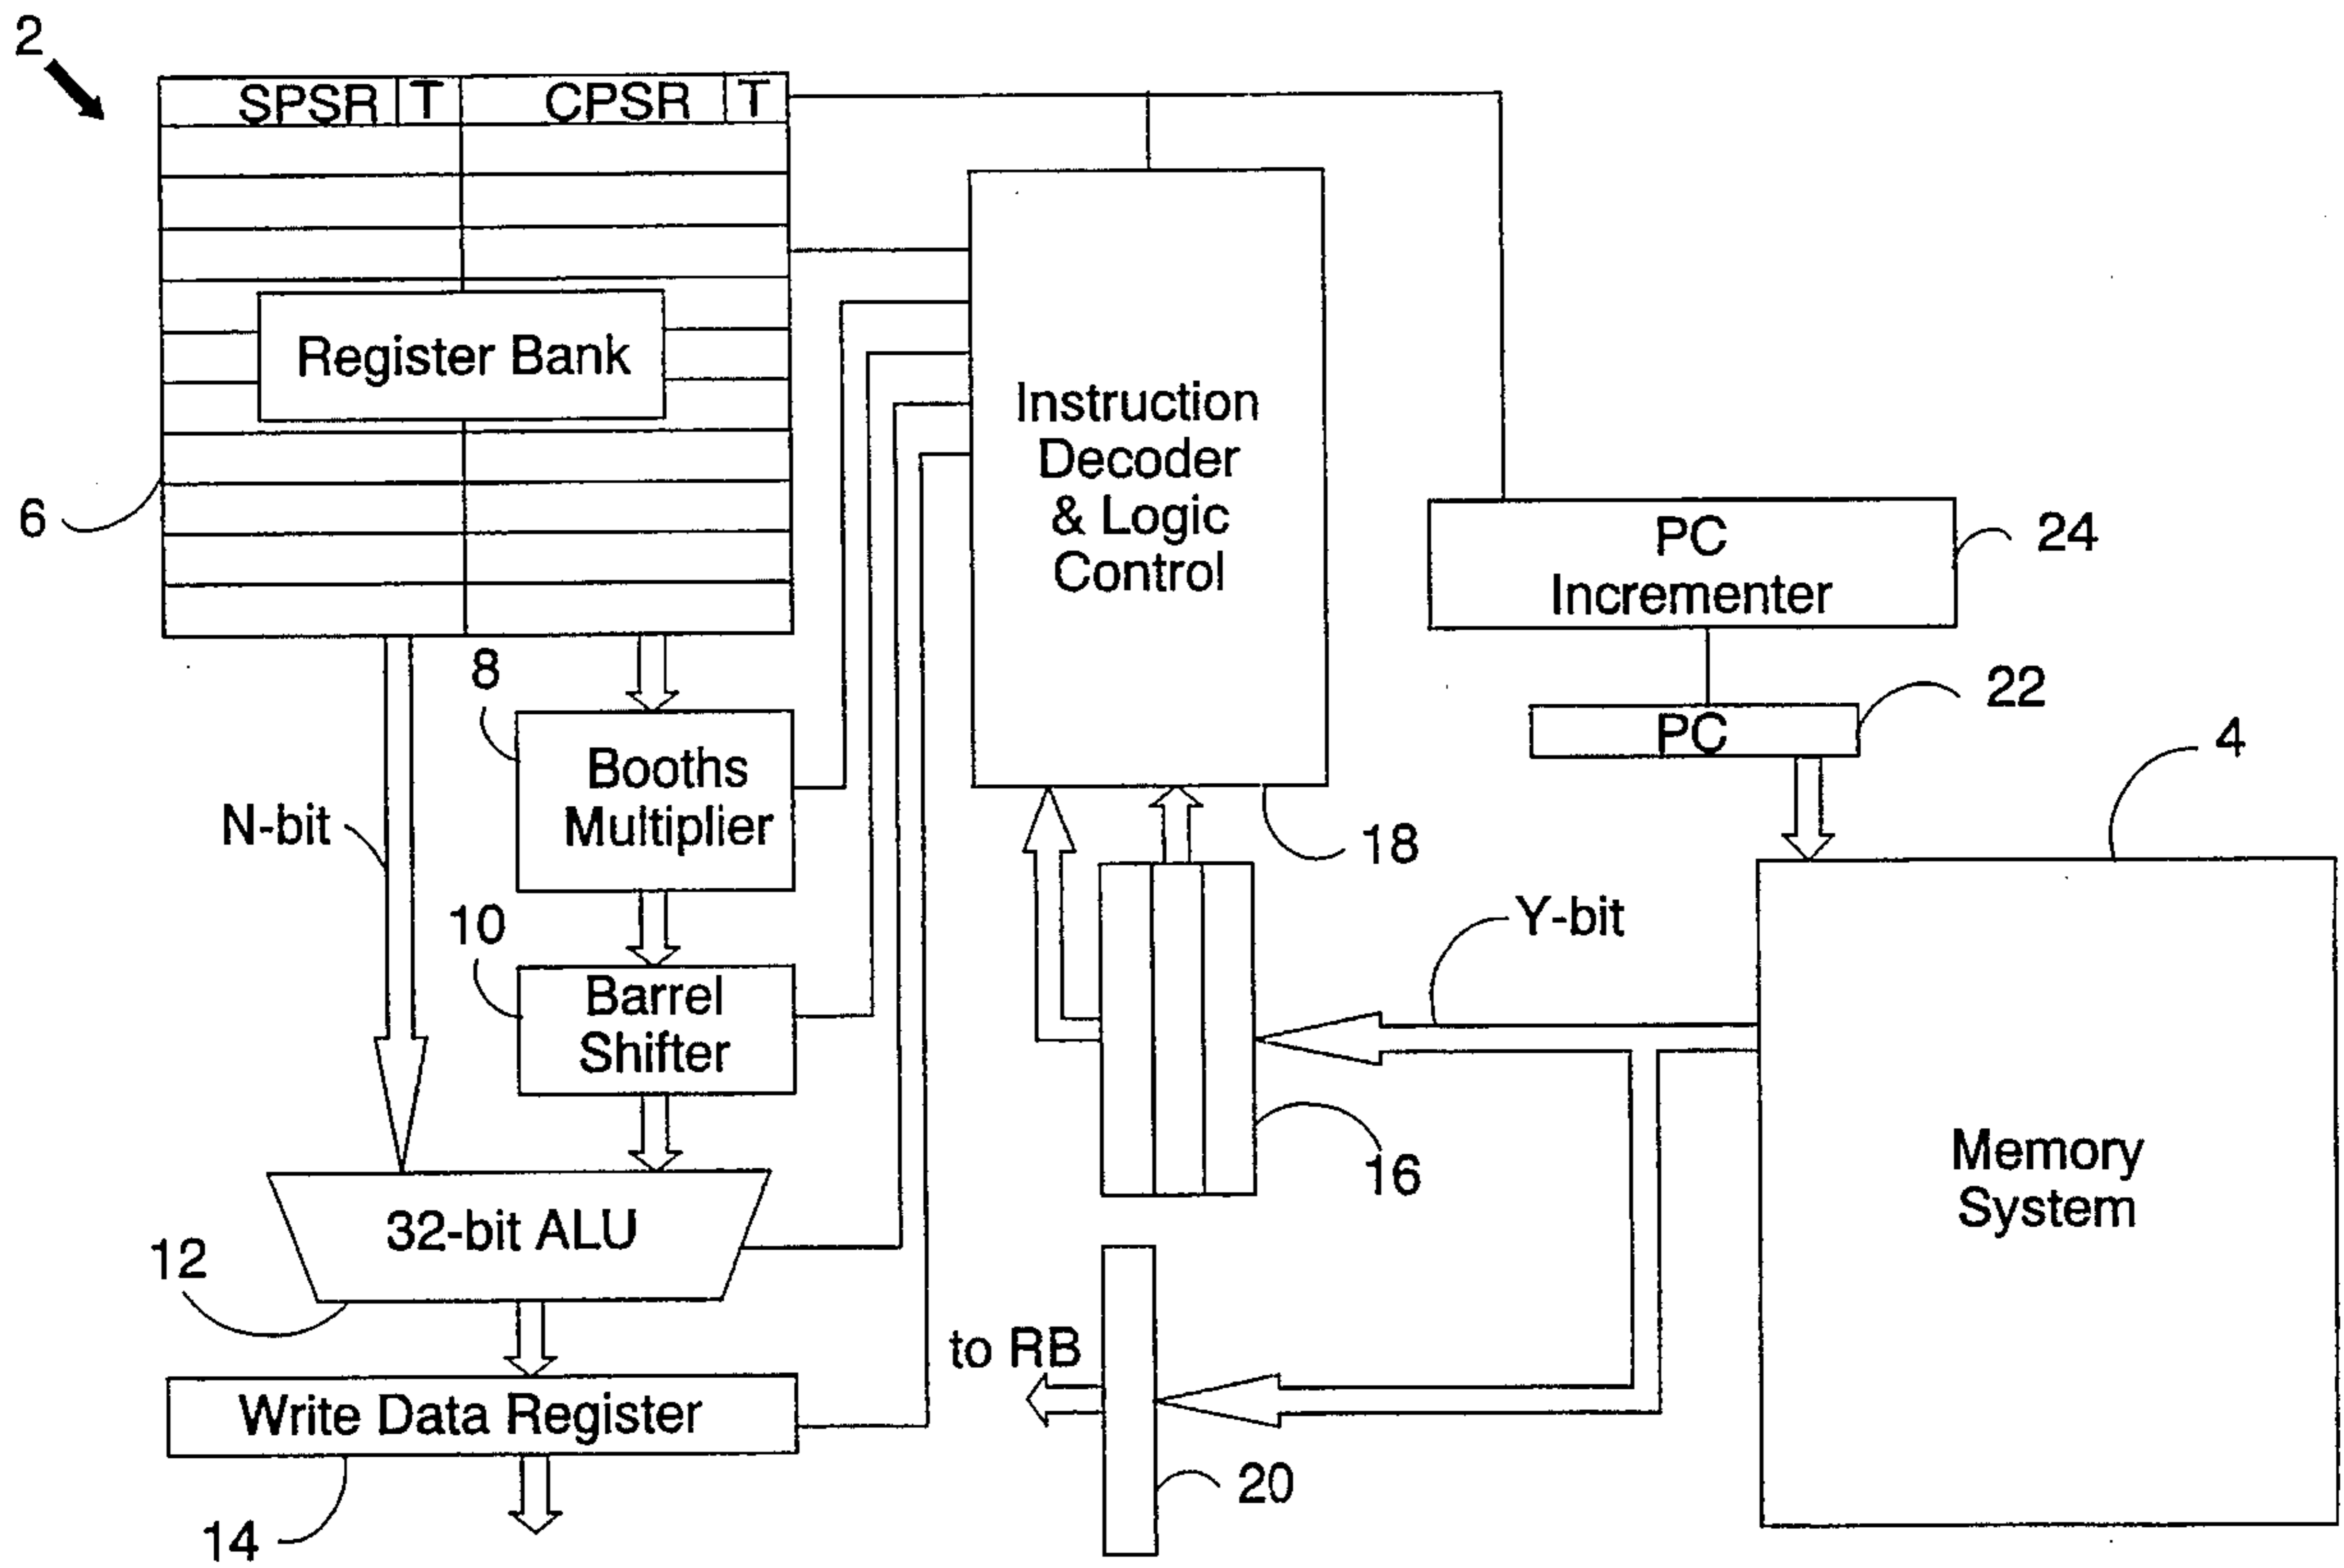 2
SPSR T CPSR T
Register Bank
6
Instruction
Decoder
& Logic
Control
18
PC
Incrementer
24
PC
22
4
8
Booths
Multiplier
N-bit
10
Barrel
Shifter
Y-bit
16
Memory
System
32-bit ALU
12
to RB
Write Data Register
14
20